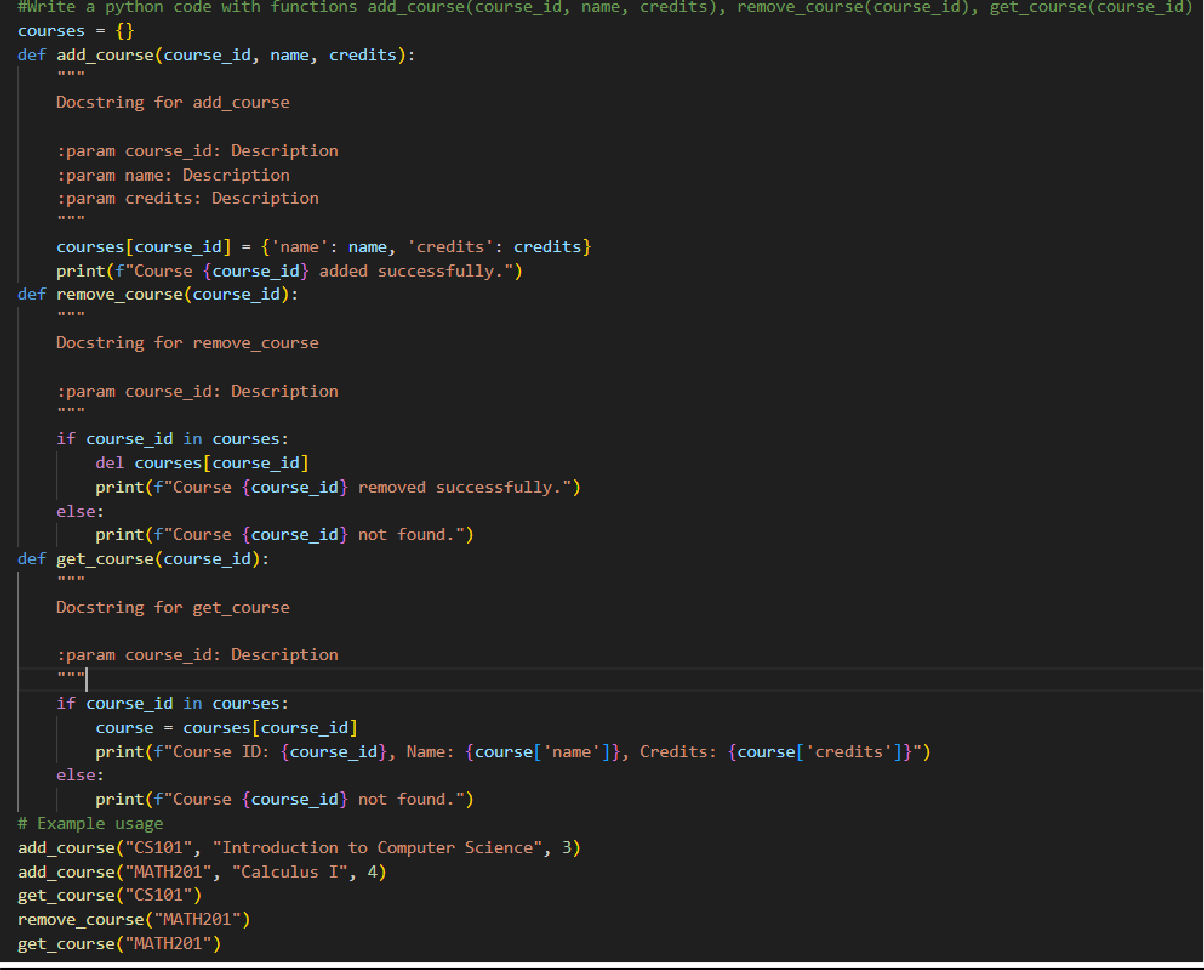 #Write a python code with functions add_course(course_id, name, credits), remove_course(course_id), get_course(course_id)
courses = {}
def add_course(course_id, name, credits):
    """
    Docstring for add_course

    :param course_id: Description
    :param name: Description
    :param credits: Description
    """
    courses[course_id] = {'name': name, 'credits': credits}
    print(f"Course {course_id} added successfully.")
def remove_course(course_id):
    """
    Docstring for remove_course

    :param course_id: Description
    """
    if course_id in courses:
        del courses[course_id]
        print(f"Course {course_id} removed successfully.")
    else:
        print(f"Course {course_id} not found.")
def get_course(course_id):
    """
    Docstring for get_course

    :param course_id: Description
    """
    if course_id in courses:
        course = courses[course_id]
        print(f"Course ID: {course_id}, Name: {course['name']}, Credits: {course['credits']}")
    else:
        print(f"Course {course_id} not found.")
# Example usage
add_course("CS101", "Introduction to Computer Science", 3)
add_course("MATH201", "Calculus I", 4)
get_course("CS101")
remove_course("MATH201")
get_course("MATH201")